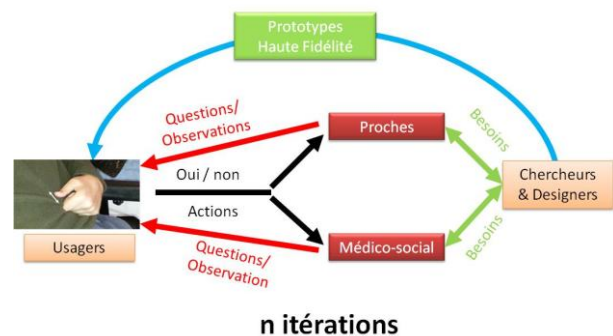 Prototypes
Haute Fidélité
Questions/
Observations
Proches
Besoins
Oui / non
Actions
Chercheurs
& Designers
Usagers
Médico-social
Besoins
Questions/
Observation
n itérations